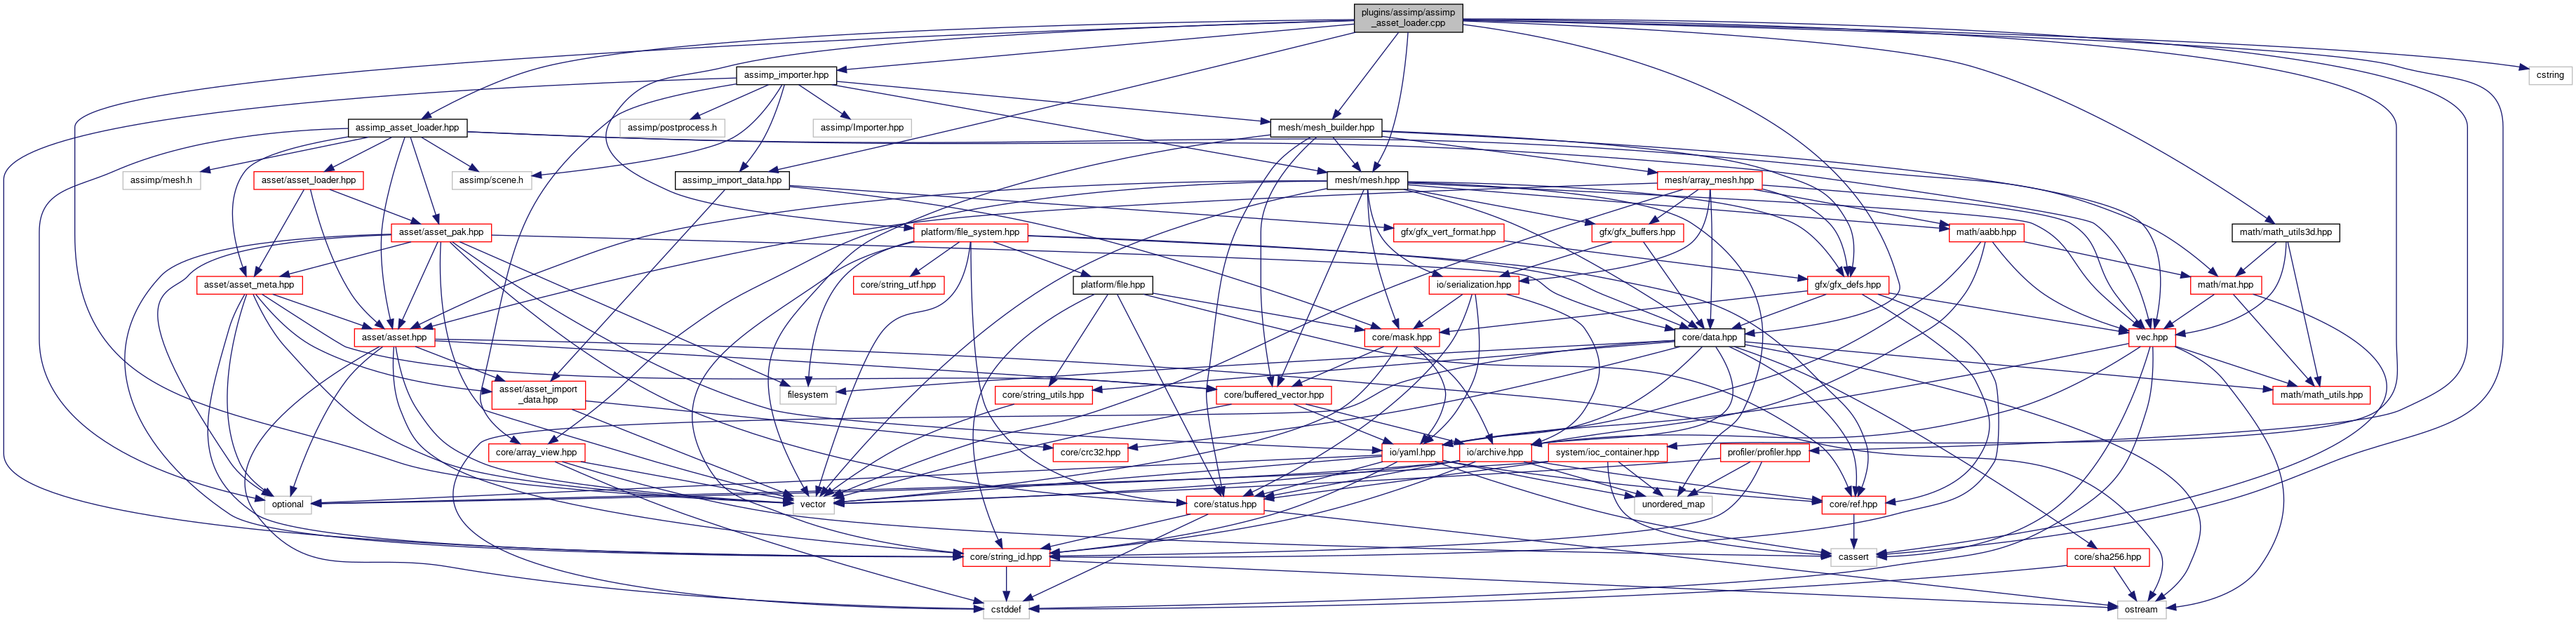 plugins/assimp/assimp
_asset_loader.cpp
assimp_importer.hpp
cstring
assimp/postprocess.h
assimp/Importer.hpp
assimp_asset_loader.hpp
mesh/mesh_builder.hpp
assimp/mesh.h
asset/asset_loader.hpp
assimp/scene.h
assimp_import_data.hpp
mesh/mesh.hpp
mesh/array_mesh.hpp
asset/asset_pak.hpp
platform/file_system.hpp
gfx/gfx_vert_format.hpp
gfx/gfx_buffers.hpp
math/aabb.hpp
math/math_utils3d.hpp
asset/asset_meta.hpp
core/string_utf.hpp
platform/file.hpp
io/serialization.hpp
gfx/gfx_defs.hpp
math/mat.hpp
asset/asset.hpp
core/mask.hpp
core/data.hpp
vec.hpp
asset/asset_import
_data.hpp
filesystem
core/string_utils.hpp
core/buffered_vector.hpp
math/math_utils.hpp
core/array_view.hpp
core/crc32.hpp
io/yaml.hpp
io/archive.hpp
system/ioc_container.hpp
profiler/profiler.hpp
optional
vector
core/status.hpp
unordered_map
core/ref.hpp
core/string_id.hpp
cassert
core/sha256.hpp
cstddef
ostream